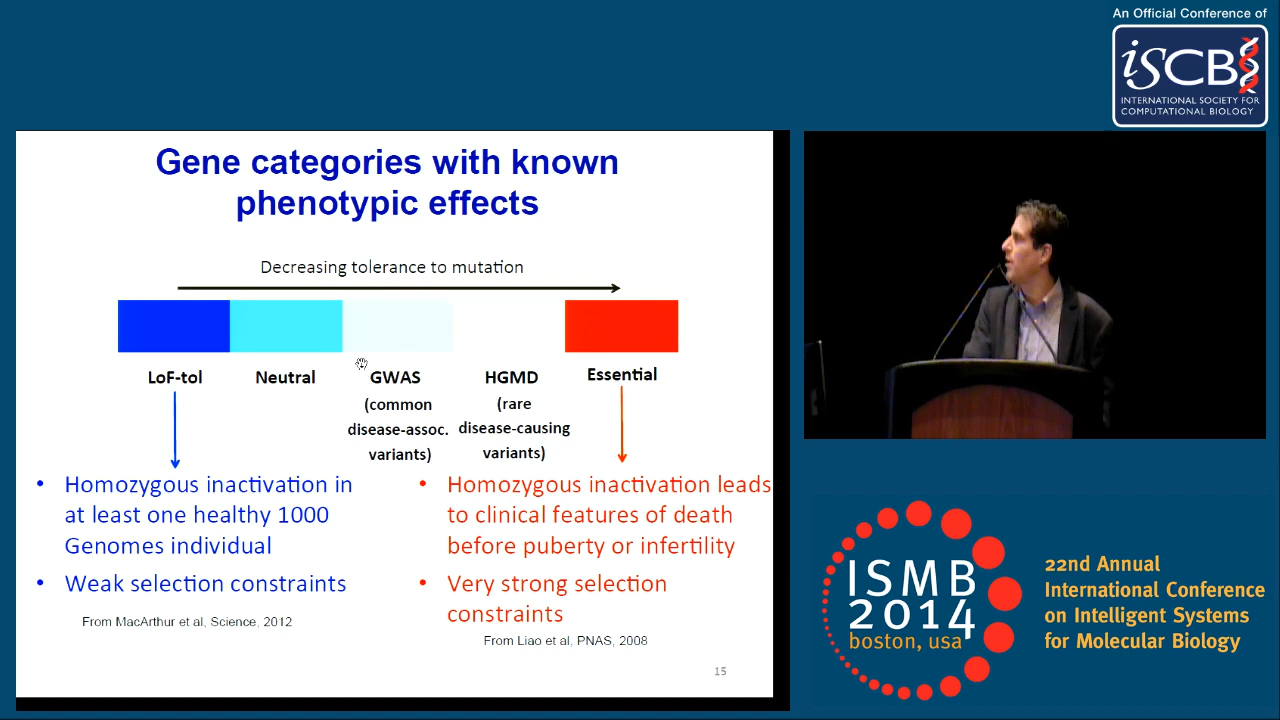 An Official Conference of
iSCB
INTERNATIONAL SOCIETY FOR
COMPUTATIONAL BIOLOGY
Gene categories with known
phenotypic effects
Decreasing tolerance to mutation
LoF-tol
Neutral
GWAS
(common
disease-assoc.
variants)
HGMD
(rare
disease-causing
variants)
Essential
• Homozygous inactivation in
at least one healthy 1000
Genomes individual
• Weak selection constraints
From MacArthur et al, Science, 2012
• Homozygous inactivation leads
to clinical features of death
before puberty or infertility
• Very strong selection
constraints
From Liao et al, PNAS, 2008
15
ISMB
2014
boston, usa
22nd Annual
International Conference
on Intelligent Systems
for Molecular Biology